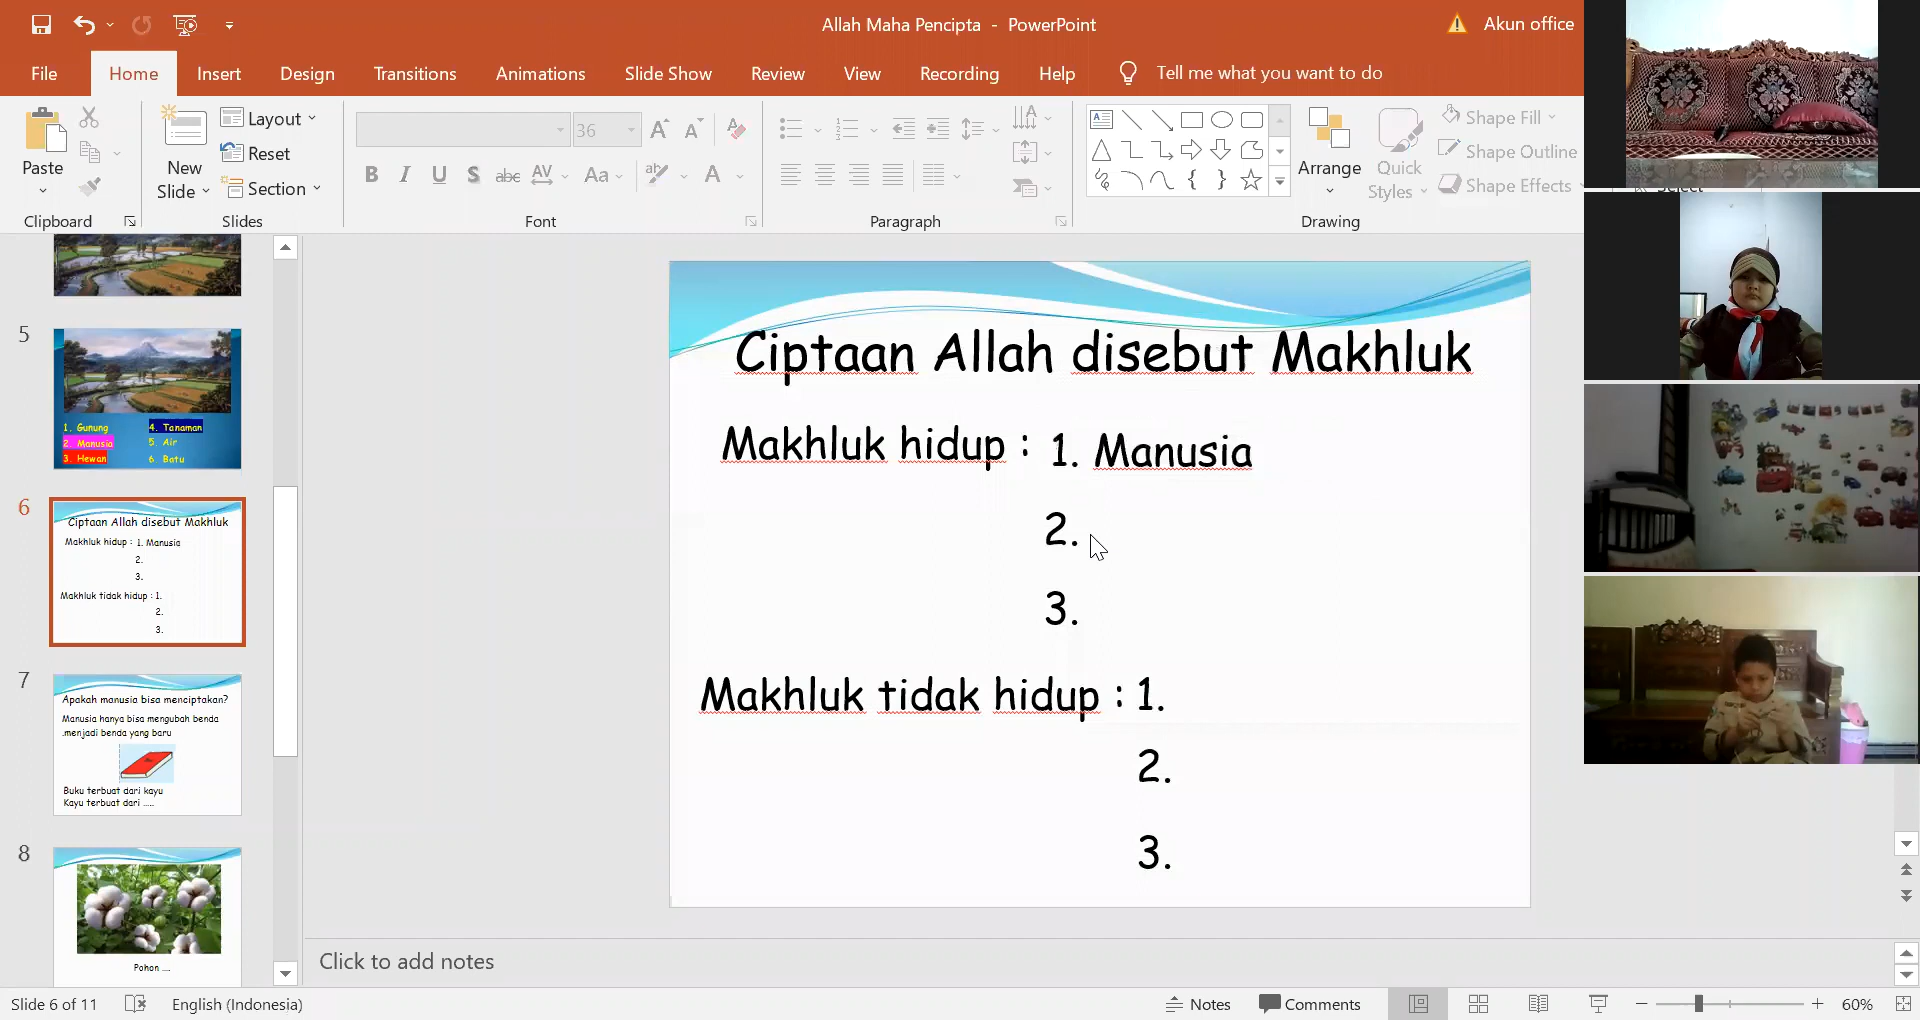 Allah Maha Pencipta - PowerPoint
Akun office
File Home Insert Design Transitions Animations Slide Show Review View Recording Help Tell me what you want to do
Paste
Clipboard
New Slide
Layout
Reset
Section
Slides
36
B I U S abc AV Aa A
Font
Paragraph
Arrange
Quick Styles
Shape Fill
Shape Outline
Shape Effects
Drawing
Select
5
1. Gunung
2. Manusia
3. Hewan
4. Tanaman
5. Air
6. Batu
6
Ciptaan Allah disebut Makhluk
Makhluk hidup : 1. Manusia
2.
3.
Makhluk tidak hidup : 1.
2.
3.
7
Apakah manusia bisa menciptakan?
Manusia hanya bisa mengubah benda
.menjadi benda yang baru
Buku terbuat dari kayu
Kayu terbuat dari .....
8
Pohon ....
Ciptaan Allah disebut Makhluk
Makhluk hidup : 1. Manusia
2.
3.
Makhluk tidak hidup : 1.
2.
3.
Click to add notes
Slide 6 of 11
English (Indonesia)
Notes
Comments
60%